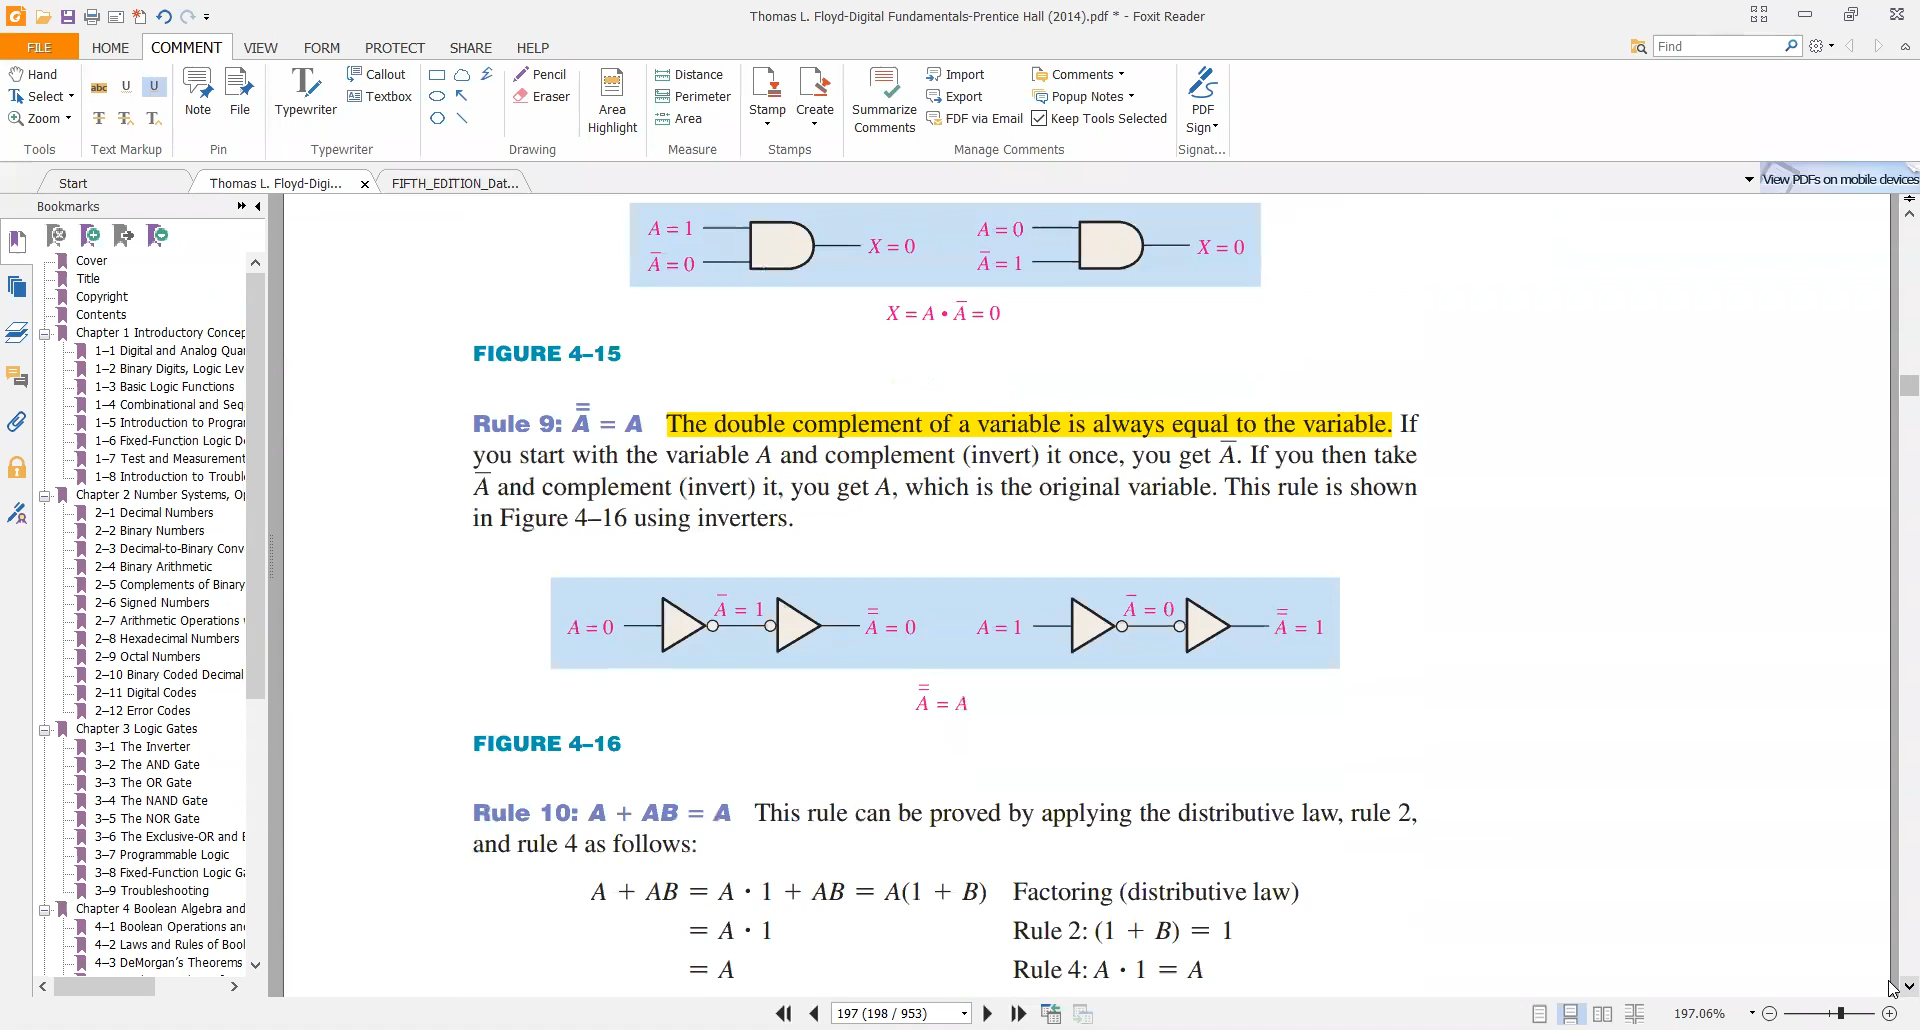 Thomas L. Floyd-Digital Fundamentals-Prentice Hall (2014).pdf * - Foxit Reader
FILE HOME COMMENT VIEW FORM PROTECT SHARE HELP
Find
Hand
Select
Zoom
Tools
abc U U
T T T
Text Markup
Note
File
Pin
Typewriter
Callout
Textbox
Typewriter
Pencil
Eraser
Drawing
Area
Highlight
Distance
Perimeter
Area
Measure
Stamp
Create
Stamps
Summarize
Comments
Import
Export
FDF via Email
Comments
Popup Notes
Keep Tools Selected
Manage Comments
PDF
Sign
Signat...
Start
Thomas L. Floyd-Digi... x
FIFTH_EDITION_Dat...
View PDFs on mobile devices
Bookmarks
Cover
Title
Copyright
Contents
Chapter 1 Introductory Concep
1–1 Digital and Analog Qua
1–2 Binary Digits, Logic Lev
1–3 Basic Logic Functions
1–4 Combinational and Seq
1–5 Introduction to Progra
1–6 Fixed-Function Logic D
1–7 Test and Measurement
1–8 Introduction to Troubl
Chapter 2 Number Systems, O
2–1 Decimal Numbers
2–2 Binary Numbers
2–3 Decimal-to-Binary Conv
2–4 Binary Arithmetic
2–5 Complements of Binary
2–6 Signed Numbers
2–7 Arithmetic Operations
2–8 Hexadecimal Numbers
2–9 Octal Numbers
2–10 Binary Coded Decimal
2–11 Digital Codes
2–12 Error Codes
Chapter 3 Logic Gates
3–1 The Inverter
3–2 The AND Gate
3–3 The OR Gate
3–4 The NAND Gate
3–5 The NOR Gate
3–6 The Exclusive-OR and E
3–7 Programmable Logic
3–8 Fixed-Function Logic Ga
3–9 Troubleshooting
Chapter 4 Boolean Algebra and
4–1 Boolean Operations an
4–2 Laws and Rules of Bool
4–3 DeMorgan's Theorems
A = 1
A̅ = 0
X = 0
A = 0
A̅ = 1
X = 0
X = A • A̅ = 0
FIGURE 4–15
Rule 9: A̿ = A The double complement of a variable is always equal to the variable. If
you start with the variable A and complement (invert) it once, you get A̅. If you then take
A̅ and complement (invert) it, you get A, which is the original variable. This rule is shown
in Figure 4–16 using inverters.
A = 0 A̅ = 1 A̿ = 0 A = 1 A̅ = 0 A̿ = 1
A̿ = A
FIGURE 4–16
Rule 10: A + AB = A This rule can be proved by applying the distributive law, rule 2,
and rule 4 as follows:
A + AB = A · 1 + AB = A(1 + B) Factoring (distributive law)
= A · 1 Rule 2: (1 + B) = 1
= A Rule 4: A · 1 = A
197 (198 / 953)
197.06%